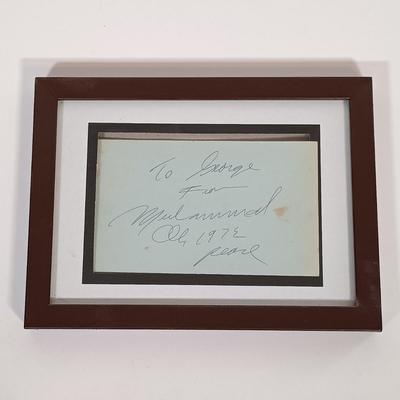 To George
From
Muhammad
Ali 1972
peace